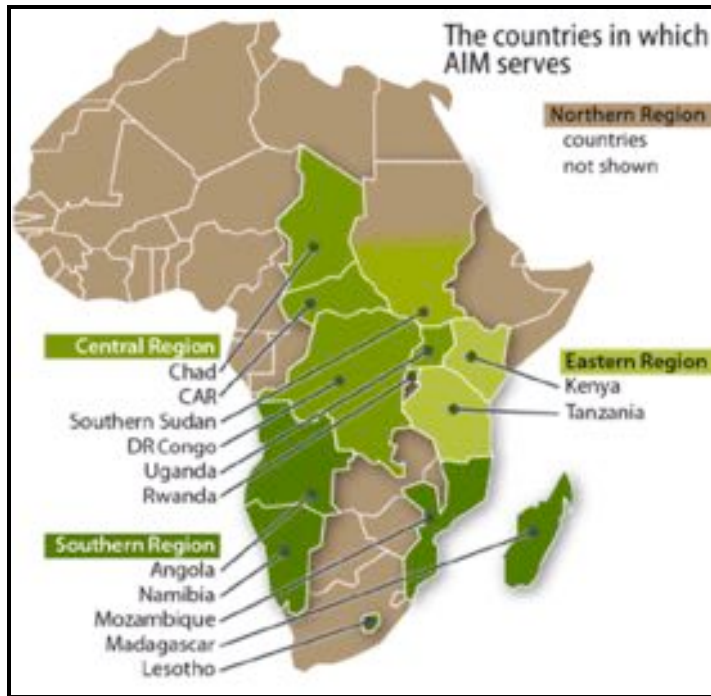 The countries in which
AIM serves
Northern Region
countries
not shown
Central Region
Chad
CAR
Southern Sudan
DR Congo
Uganda
Rwanda
Eastern Region
Kenya
Tanzania
Southern Region
Angola
Namibia
Mozambique
Madagascar
Lesotho